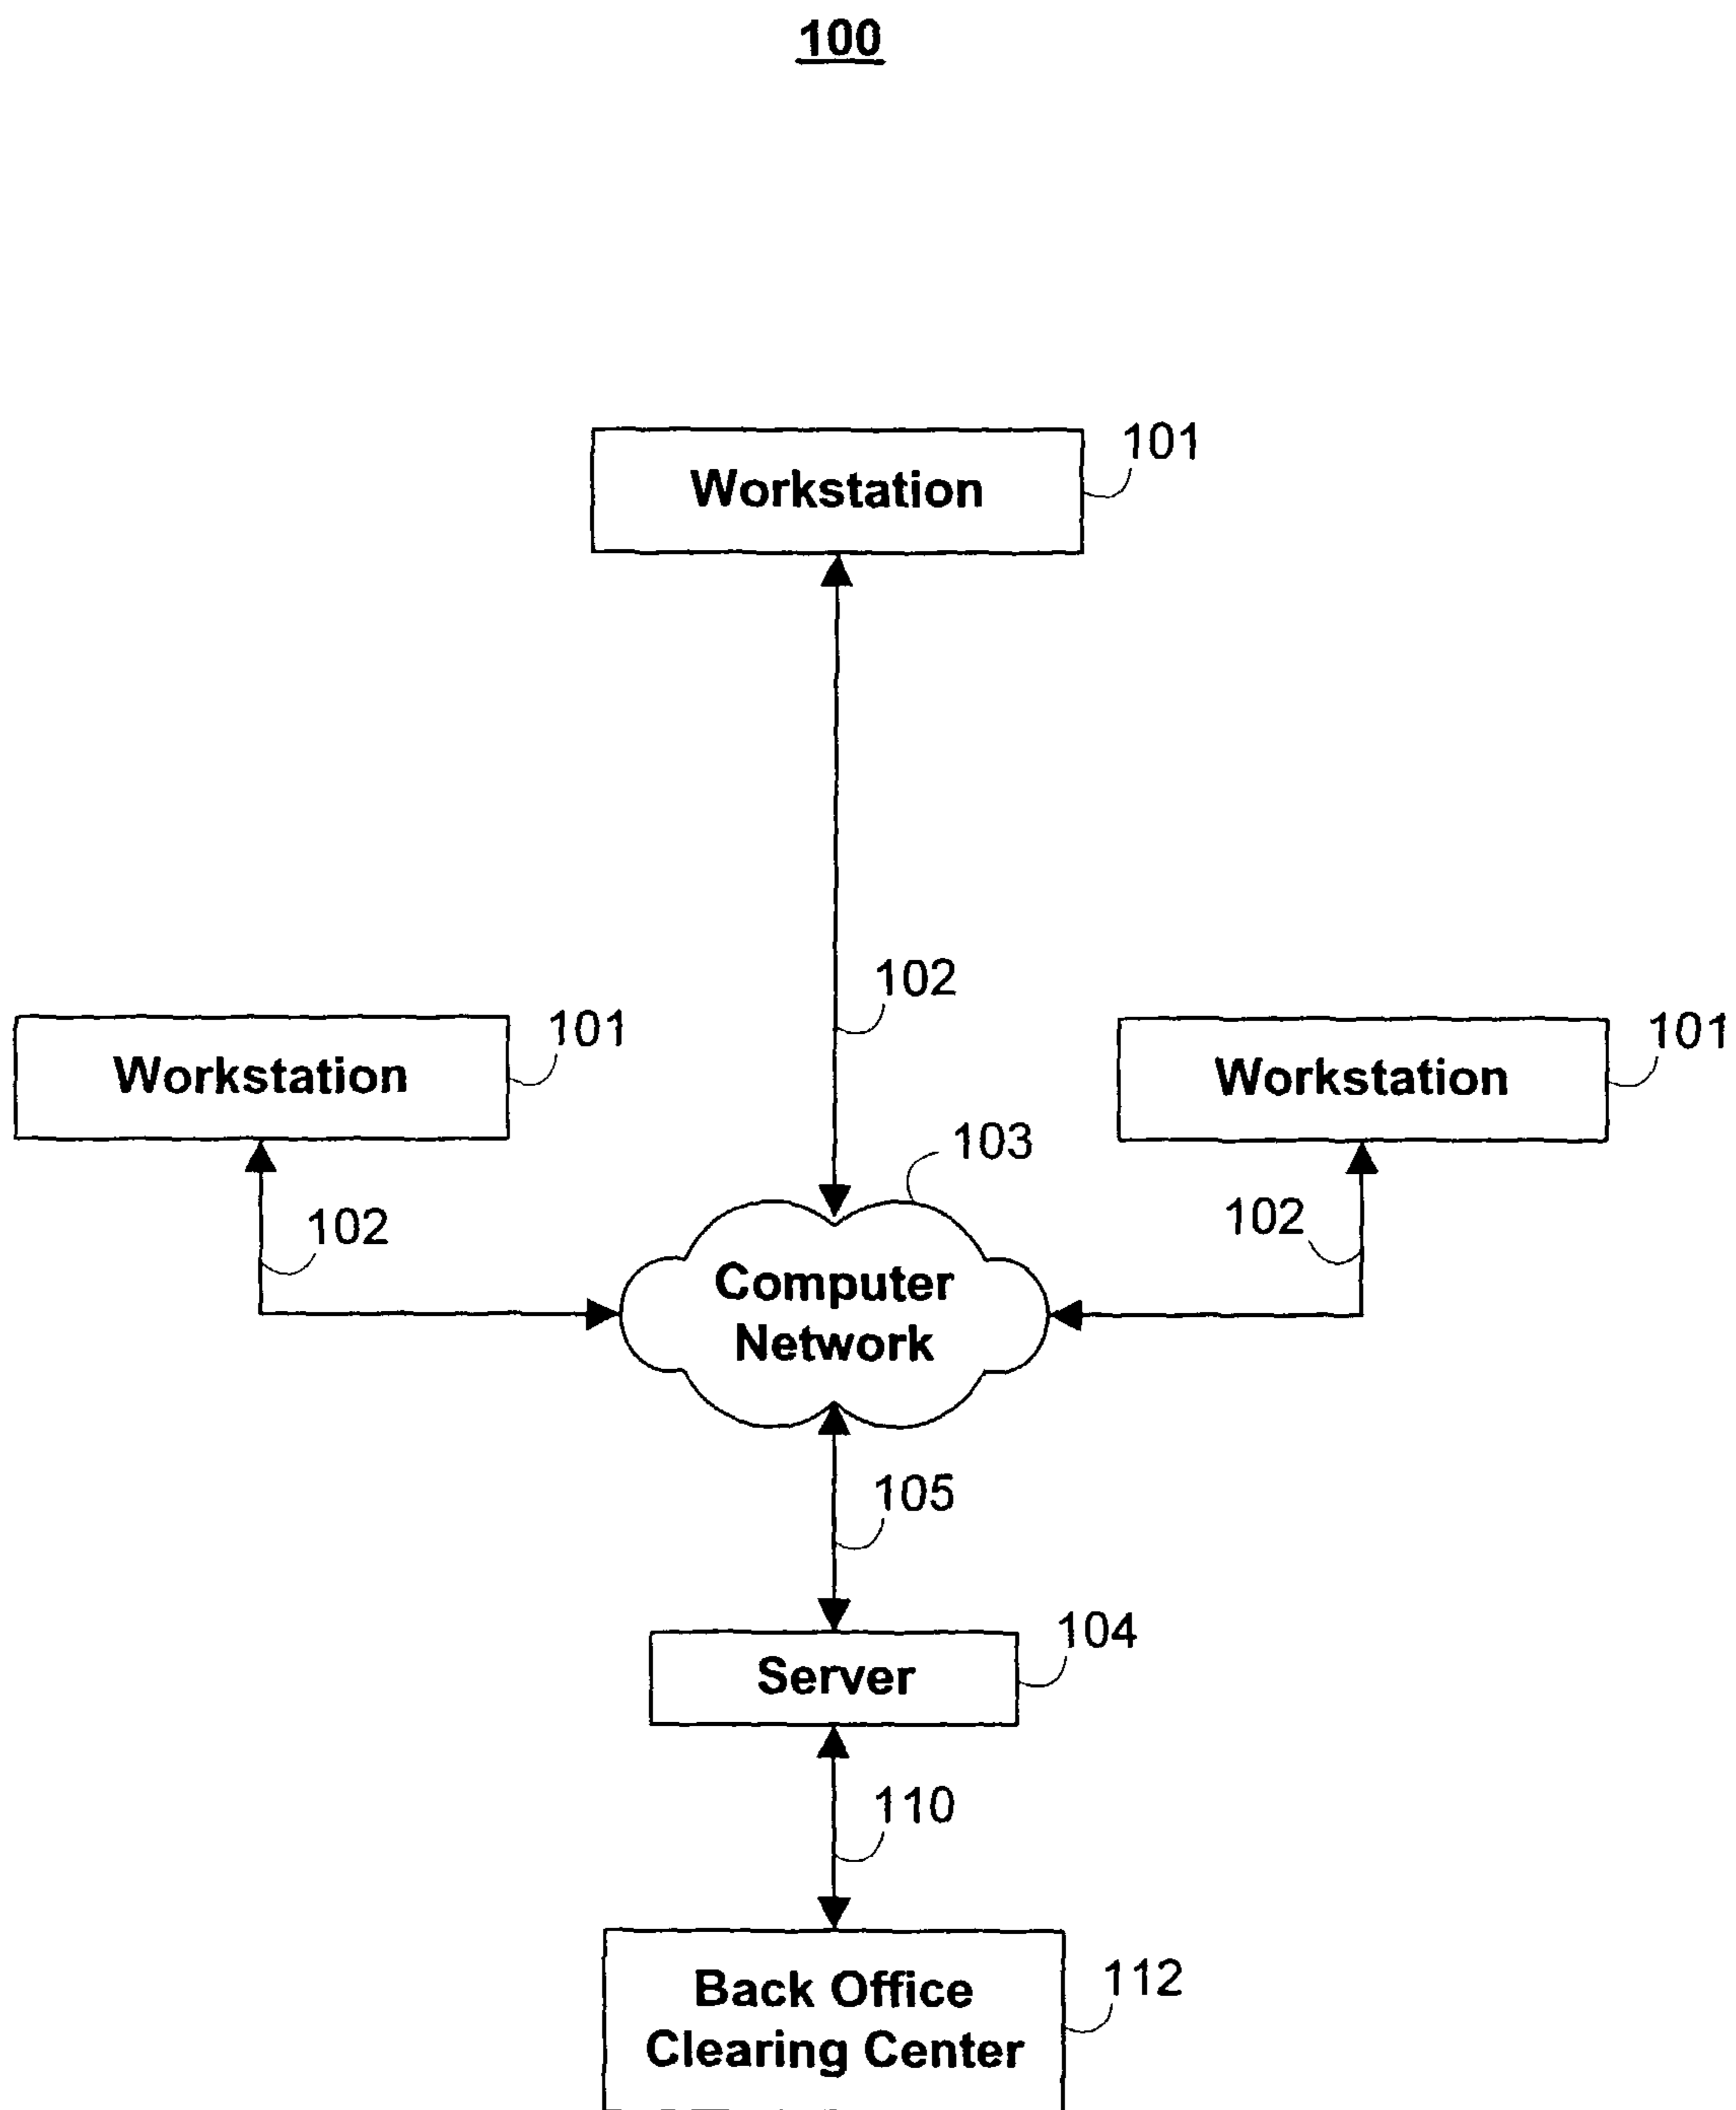 100
Workstation
101
102
Workstation
101
Workstation
101
103
102
102
Computer
Network
105
Server
104
110
Back Office
Clearing Center
112